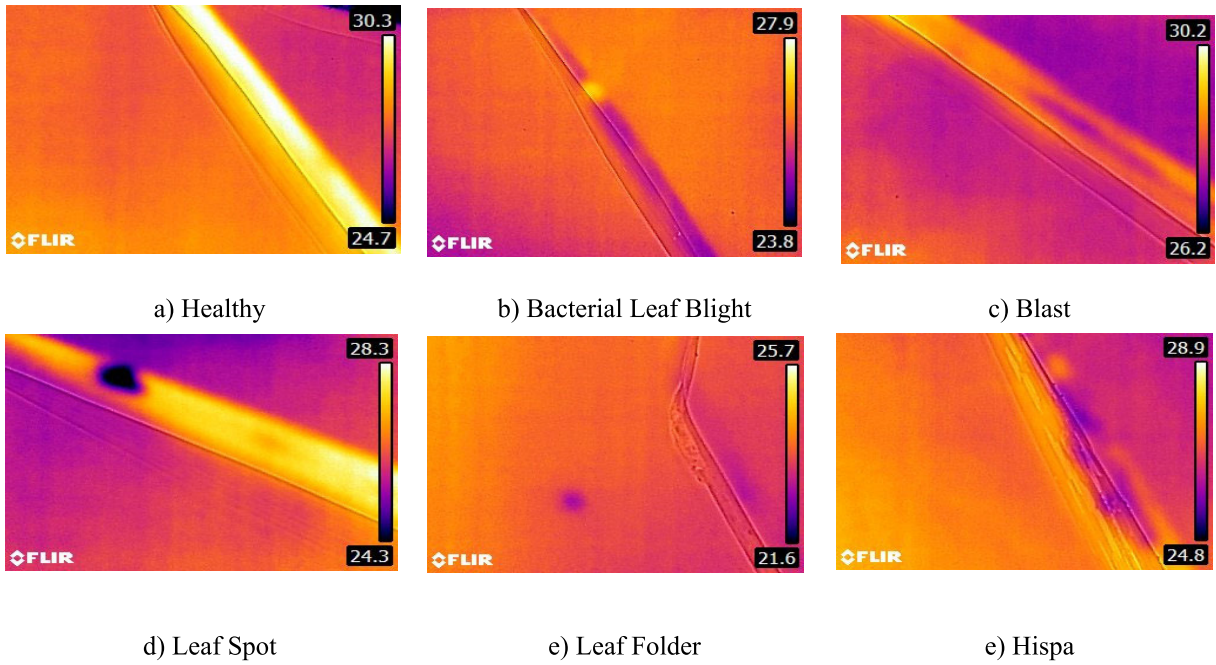 30.3
FLIR
24.7
27.9
FLIR
23.8
30.2
FLIR
26.2
a) Healthy
b) Bacterial Leaf Blight
c) Blast
28.3
FLIR
24.3
25.7
FLIR
21.6
28.9
FLIR
24.8
d) Leaf Spot
e) Leaf Folder
e) Hispa